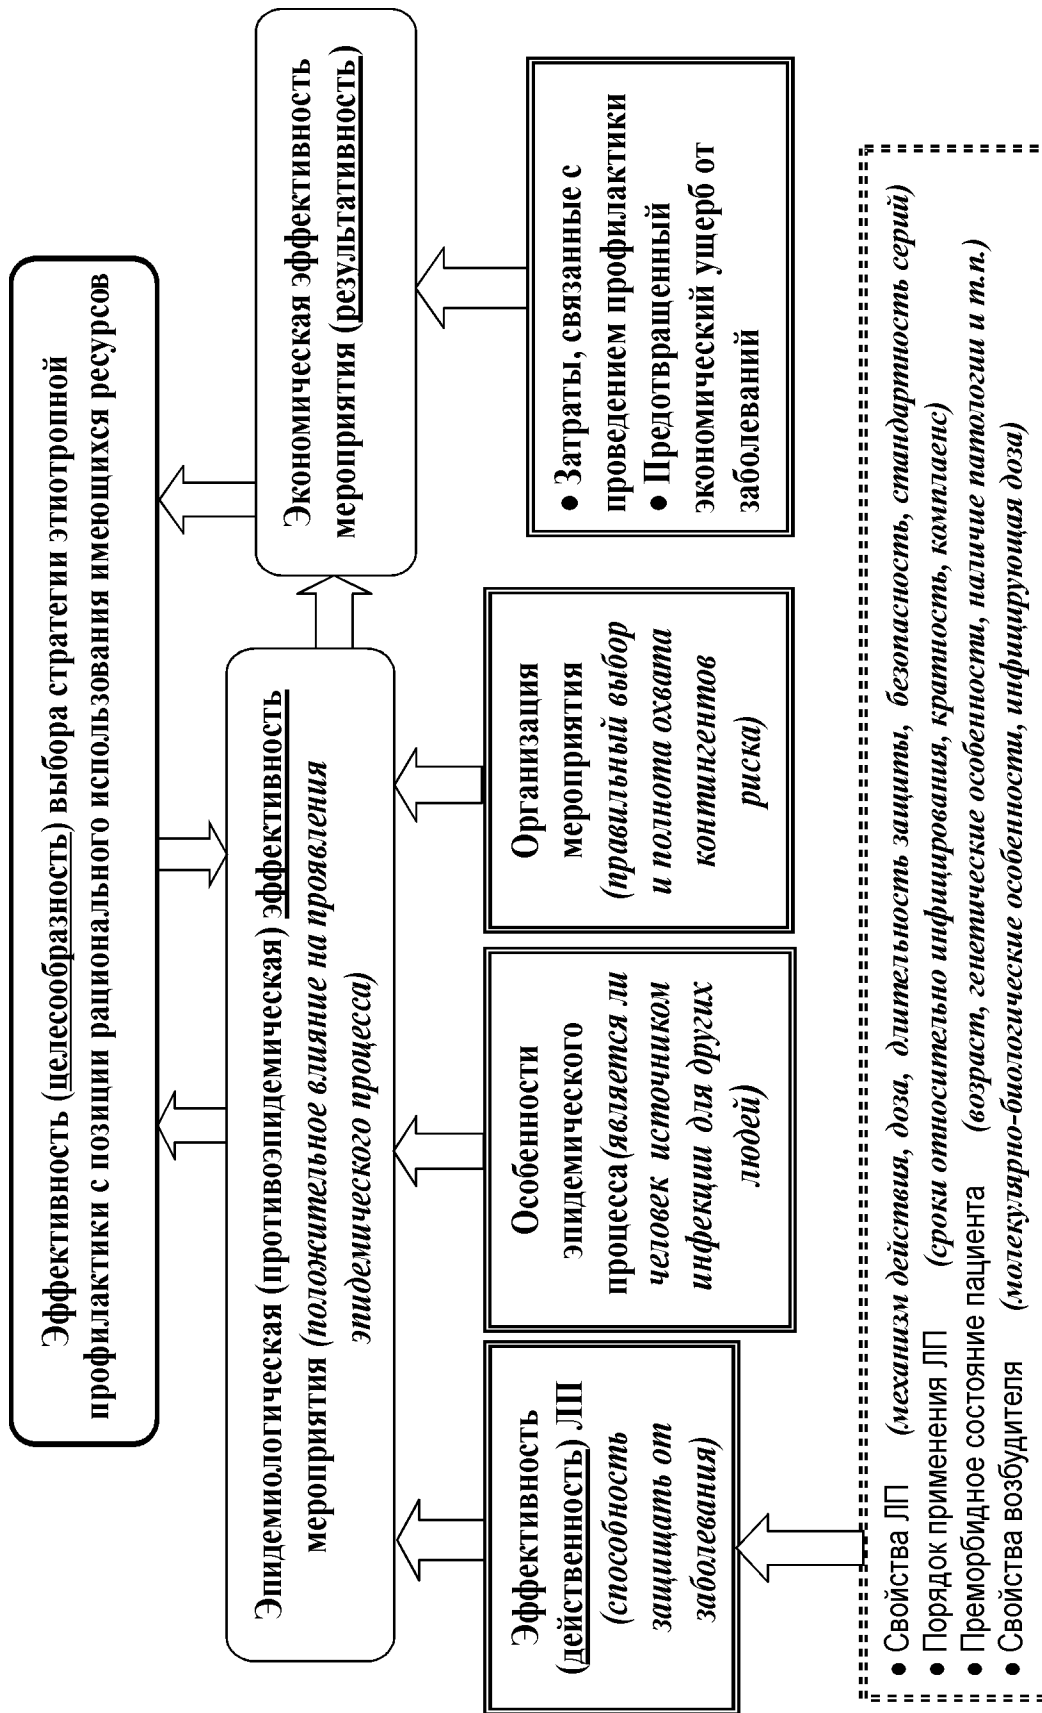 Эффективность (целесообразность) выбора стратегии этиотропной
профилактики с позиции рационального использования имеющихся ресурсов
Эпидемиологическая (противоэпидемическая) эффективность
мероприятия (положительное влияние на проявления
эпидемического процесса)
Экономическая эффективность
мероприятия (результативность)
Эффективность
(действенность) ЛП
(способность
защищать от
заболевания)
Особенности
эпидемического
процесса(является ли
человек источником
инфекции для других
людей)
Организация
мероприятия
(правильный выбор
и полнота охвата
контингентов
риска)
● Затраты, связанные с
проведением профилактики
● Предотвращенный
экономический ущерб от
заболеваний
● Свойства ЛП (механизм действия, доза, длительность защиты, безопасность, стандартность серий)
● Порядок применения ЛП (сроки относительно инфицирования, кратность, комплаенс)
● Преморбидное состояние пациента (возраст, генетические особенности, наличие патологии и т.п.
● Свойства возбудителя (молекулярно-биологические особенности, инфицирующая доза)